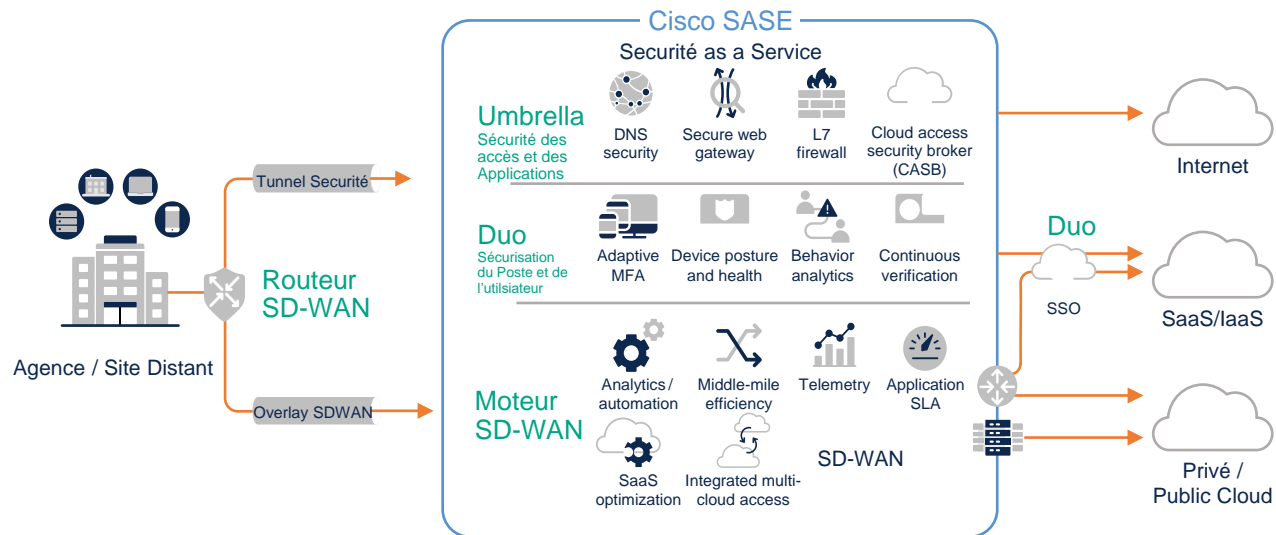 Cisco SASE
Securité as a Service
Umbrella
Sécurité des
accès et des
Applications
DNS
security
Secure web
gateway
L7
firewall
Cloud access
security broker
(CASB)
Internet
Tunnel Securité
Duo
Sécurisation
du Poste et de
l'utilsiateur
Adaptive
MFA
Device posture
and health
Behavior
analytics
Continuous
verification
Duo
SSO
SaaS/IaaS
Routeur
SD-WAN
Agence / Site Distant
Overlay SDWAN
Moteur
SD-WAN
Analytics /
automation
Middle-mile
efficiency
Telemetry
Application
SLA
SaaS
optimization
Integrated multi-
cloud access
SD-WAN
Privé /
Public Cloud